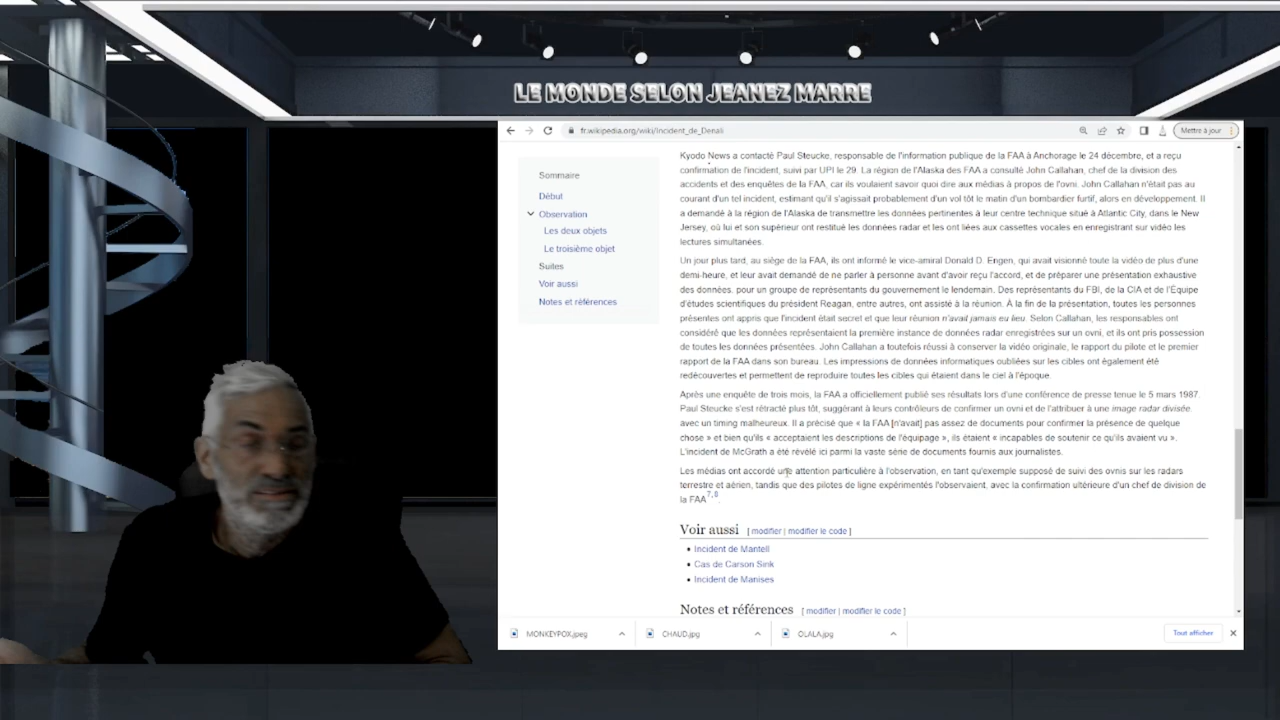 LE MONDE SELON JEANEZ MARRE
fr.wikipedia.org/wiki/Incident_de_Denali
Mettre à jour
Sommaire
Début
Observation
Les deux objets
Le troisième objet
Suites
Voir aussi
Notes et références
Kyodo News a contacté Paul Steucke, responsable de l'information publique de la FAA à Anchorage le 24 décembre, et a reçu
confirmation de l'incident, suivi par UPI le 29. La région de l'Alaska des FAA a consulté John Callahan, chef de la division des
accidents et des enquêtes de la FAA, car ils voulaient savoir quoi dire aux médias à propos de l'ovni. John Callahan n'était pas au
courant d'un tel incident, estimant qu'il s'agissait probablement d'un vol tôt le matin d'un bombardier furtif, alors en développement. Il
a demandé à la région de l'Alaska de transmettre les données pertinentes à leur centre technique situé à Atlantic City, dans le New
Jersey, où lui et son supérieur ont restitué les données radar et les ont liées aux cassettes vocales en enregistrant sur vidéo les
lectures simultanées.
Un jour plus tard, au siège de la FAA, ils ont informé le vice-amiral Donald D. Engen, qui avait visionné toute la vidéo de plus d'une
demi-heure, et leur avait demandé de ne parler à personne avant d'avoir reçu l'accord, et de préparer une présentation exhaustive
des données, pour un groupe de représentants du gouvernement le lendemain. Des représentants du FBI, de la CIA et de l'Équipe
d'études scientifiques du président Reagan, entre autres, ont assisté à la réunion. À la fin de la présentation, toutes les personnes
présentes ont appris que l'incident était secret et que leur réunion n'avait jamais eu lieu. Selon Callahan, les responsables ont
considéré que les données représentaient la première instance de données radar enregistrées sur un ovni, et ils ont pris possession
de toutes les données présentées. John Callahan a toutefois réussi à conserver la vidéo originale, le rapport du pilote et le premier
rapport de la FAA dans son bureau. Les impressions de données informatiques oubliées sur les cibles ont également été
redécouvertes et permettent de reproduire toutes les cibles qui étaient dans le ciel à l'époque.
Après une enquête de trois mois, la FAA a officiellement publié ses résultats lors d'une conférence de presse tenue le 5 mars 1987.
Paul Steucke s'est rétracté plus tôt, suggérant à leurs contrôleurs de confirmer un ovni et de l'attribuer à une image radar divisée.
avec un timing malheureux. Il a précisé que « la FAA [n'avait] pas assez de documents pour confirmer la présence de quelque
chose » et bien qu'ils « acceptaient les descriptions de l'équipage », ils étaient « incapables de soutenir ce qu'ils avaient vu ».
L'incident de McGrath a été révélé ici parmi la vaste série de documents fournis aux journalistes.
Les médias ont accordé une attention particulière à l'observation, en tant qu'exemple supposé de suivi des ovnis sur les radars
terrestre et aérien, tandis que des pilotes de ligne expérimentés l'observaient, avec la confirmation ultérieure d'un chef de division de
la FAA7,8.
Voir aussi [ modifier | modifier le code ]
Incident de Mantell
Cas de Carson Sink
Incident de Manises
Notes et références [ modifier | modifier le code ]
MONKEYPOX.jpeg
CHAUD.jpg
OLALA.jpg
Tout afficher